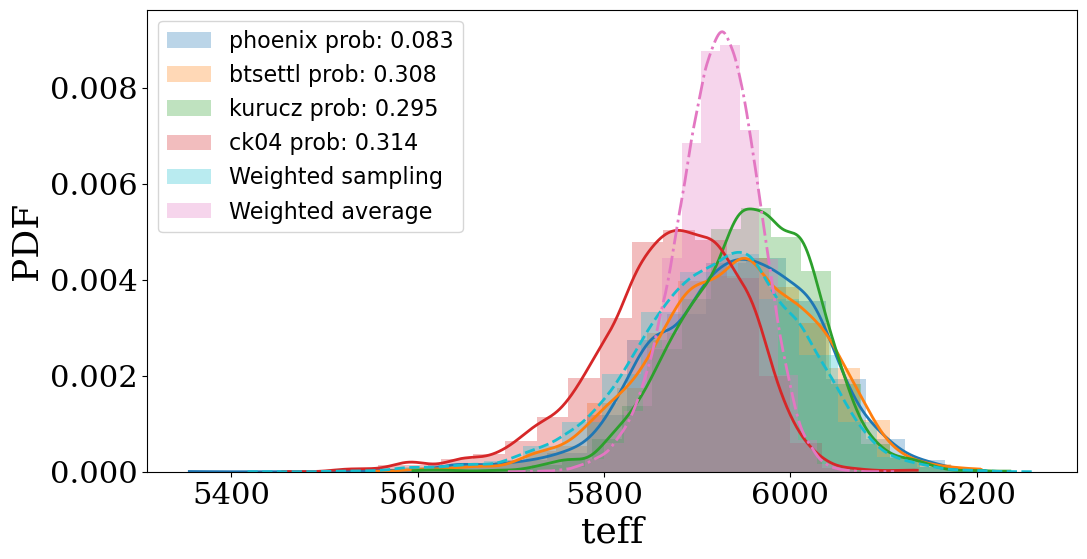 phoenix prob: 0.083
btsettl prob: 0.308
kurucz prob: 0.295
ck04 prob: 0.314
Weighted sampling
Weighted average
PDF
0.008
0.006
0.004
0.002
0.000
5400 5600 5800 6000 6200
teff